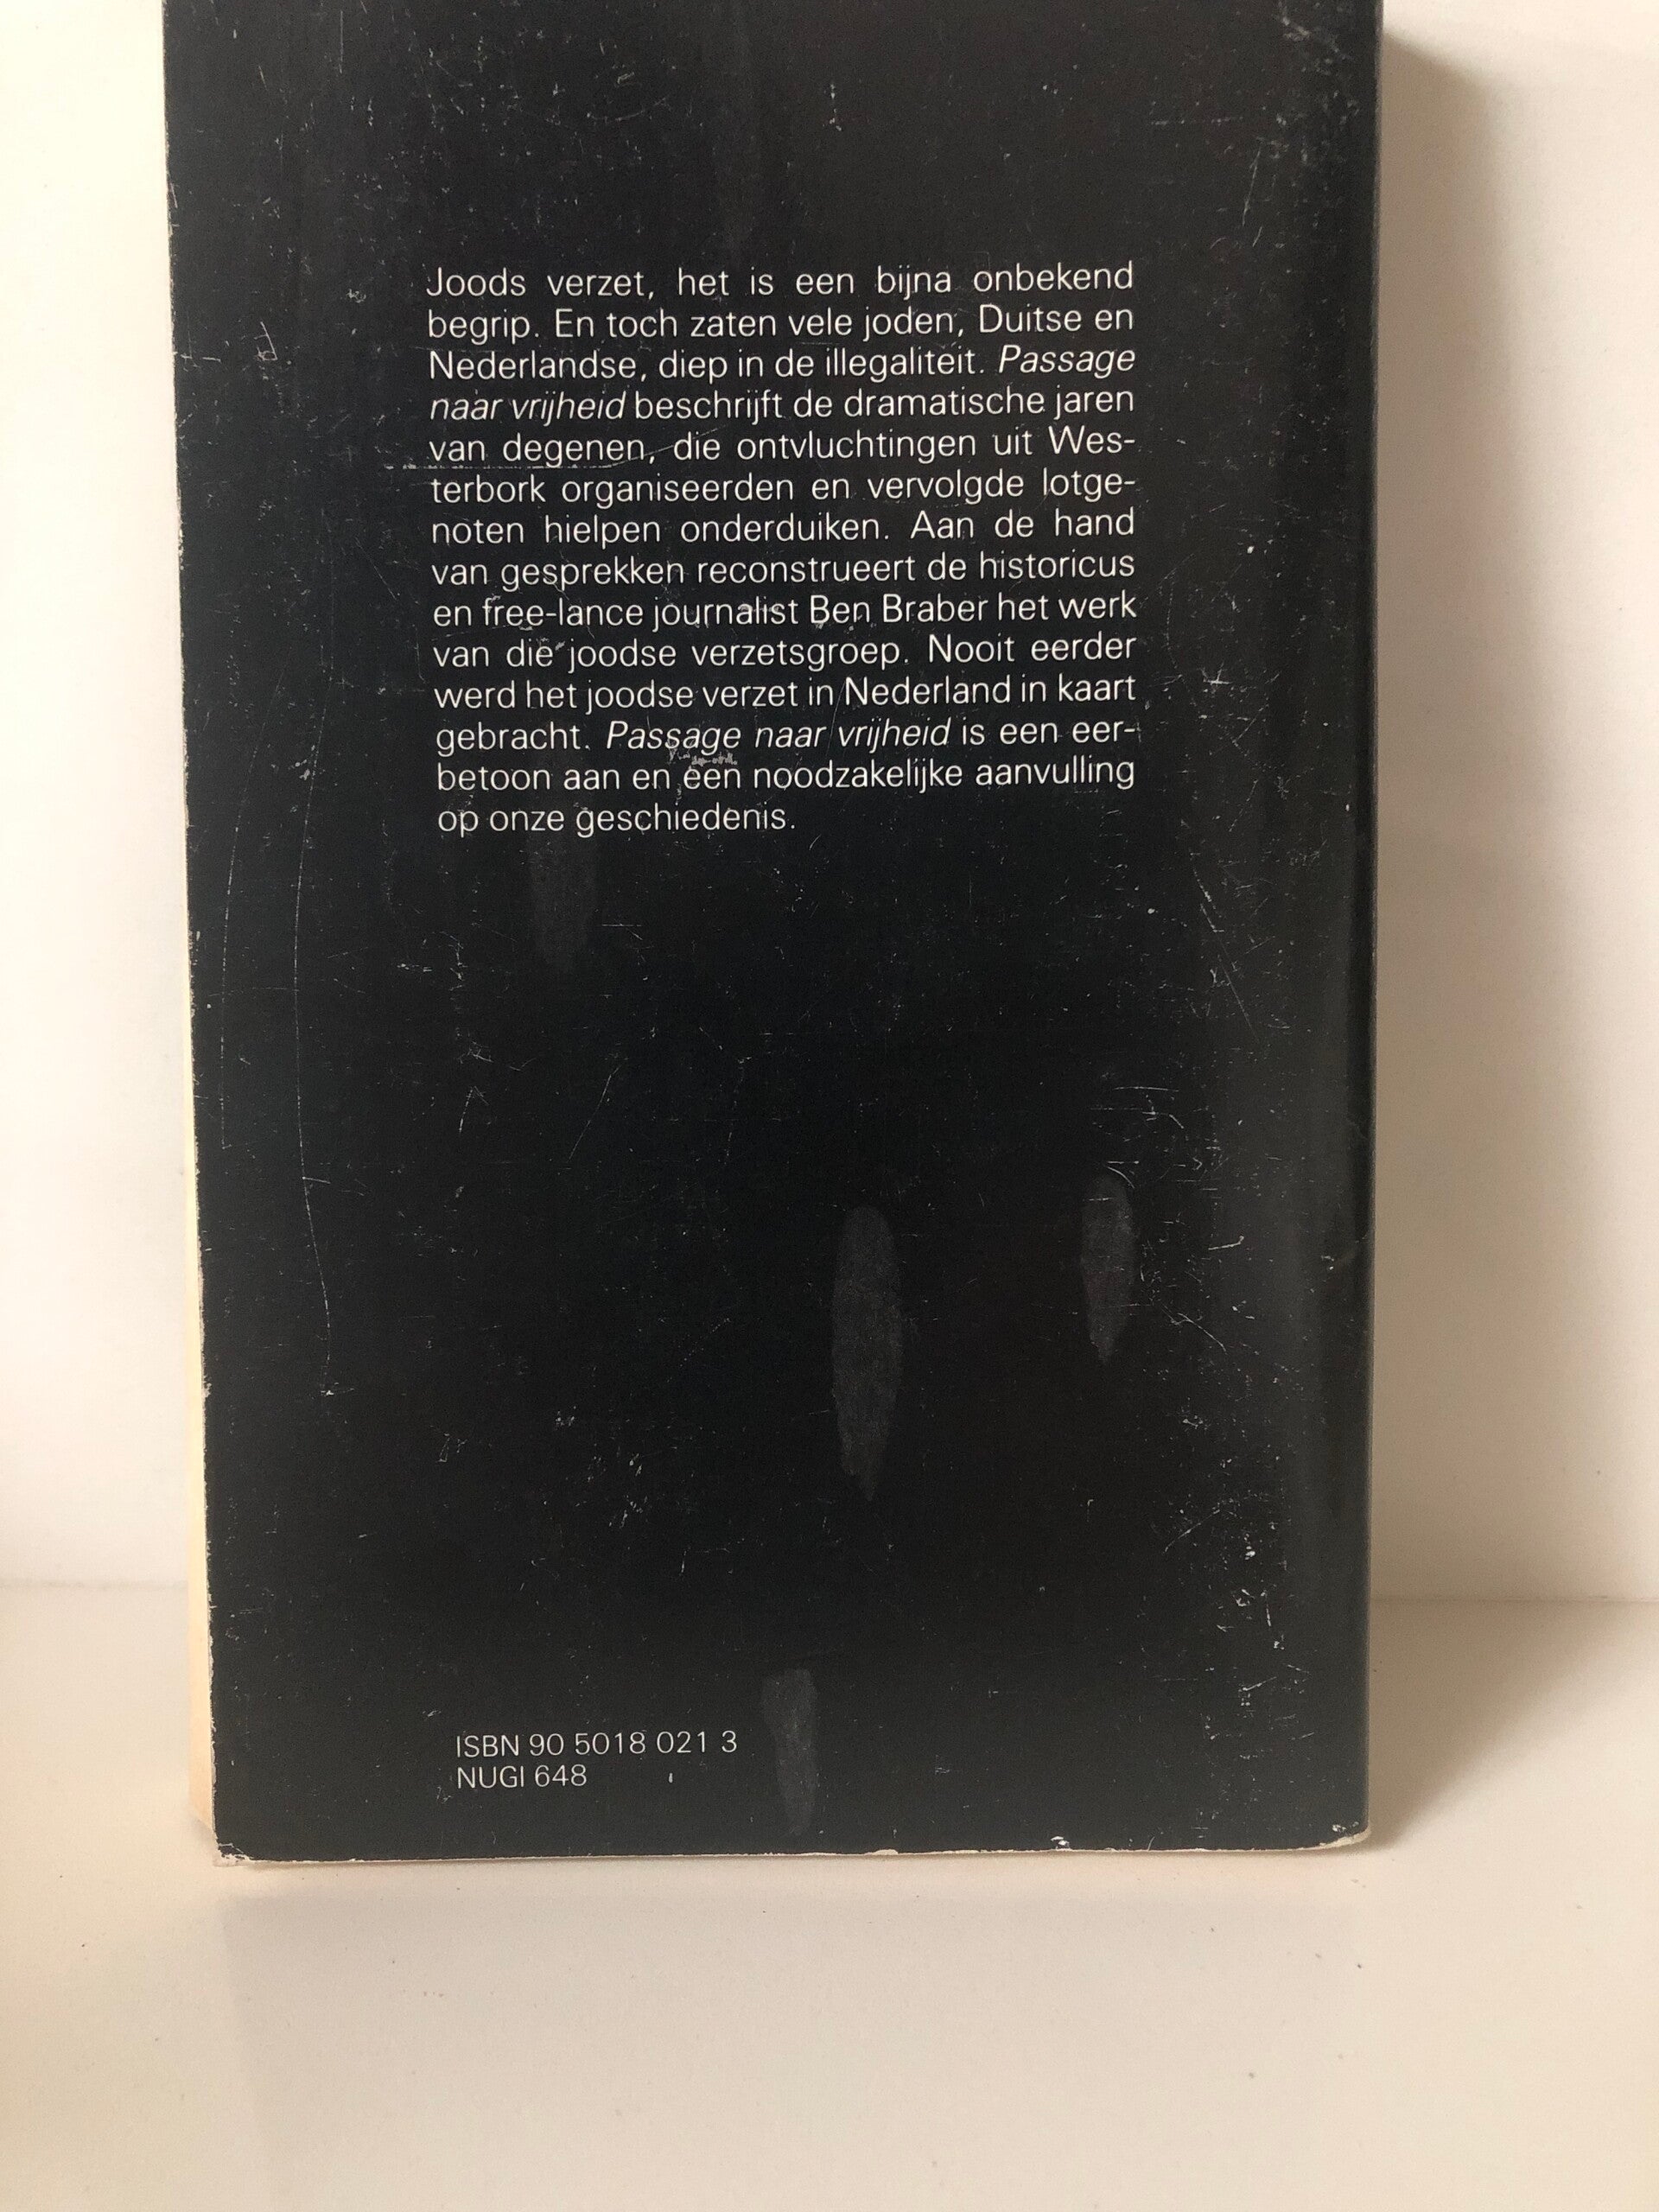 Joods verzet, het is een bijna onbekend
begrip. En toch zaten vele joden, Duitse en
Nederlandse, diep in de illegaliteit. Passage
naar vrijheid beschrijft de dramatische jaren
van degenen, die ontvluchtingen uit Wes-
terbork organiseerden en vervolgde lotge-
noten hielpen onderduiken. Aan de hand
van gesprekken reconstrueert de historicus
en free-lance journalist Ben Braber het werk
van die joodse verzetsgroep. Nooit eerder
werd het joodse verzet in Nederland in kaart
gebracht. Passage naar vrijheid is een eer-
betoon aan en een noodzakelijke aanvulling
op onze geschiedenis.
ISBN 90 5018 021 3
NUGI 648